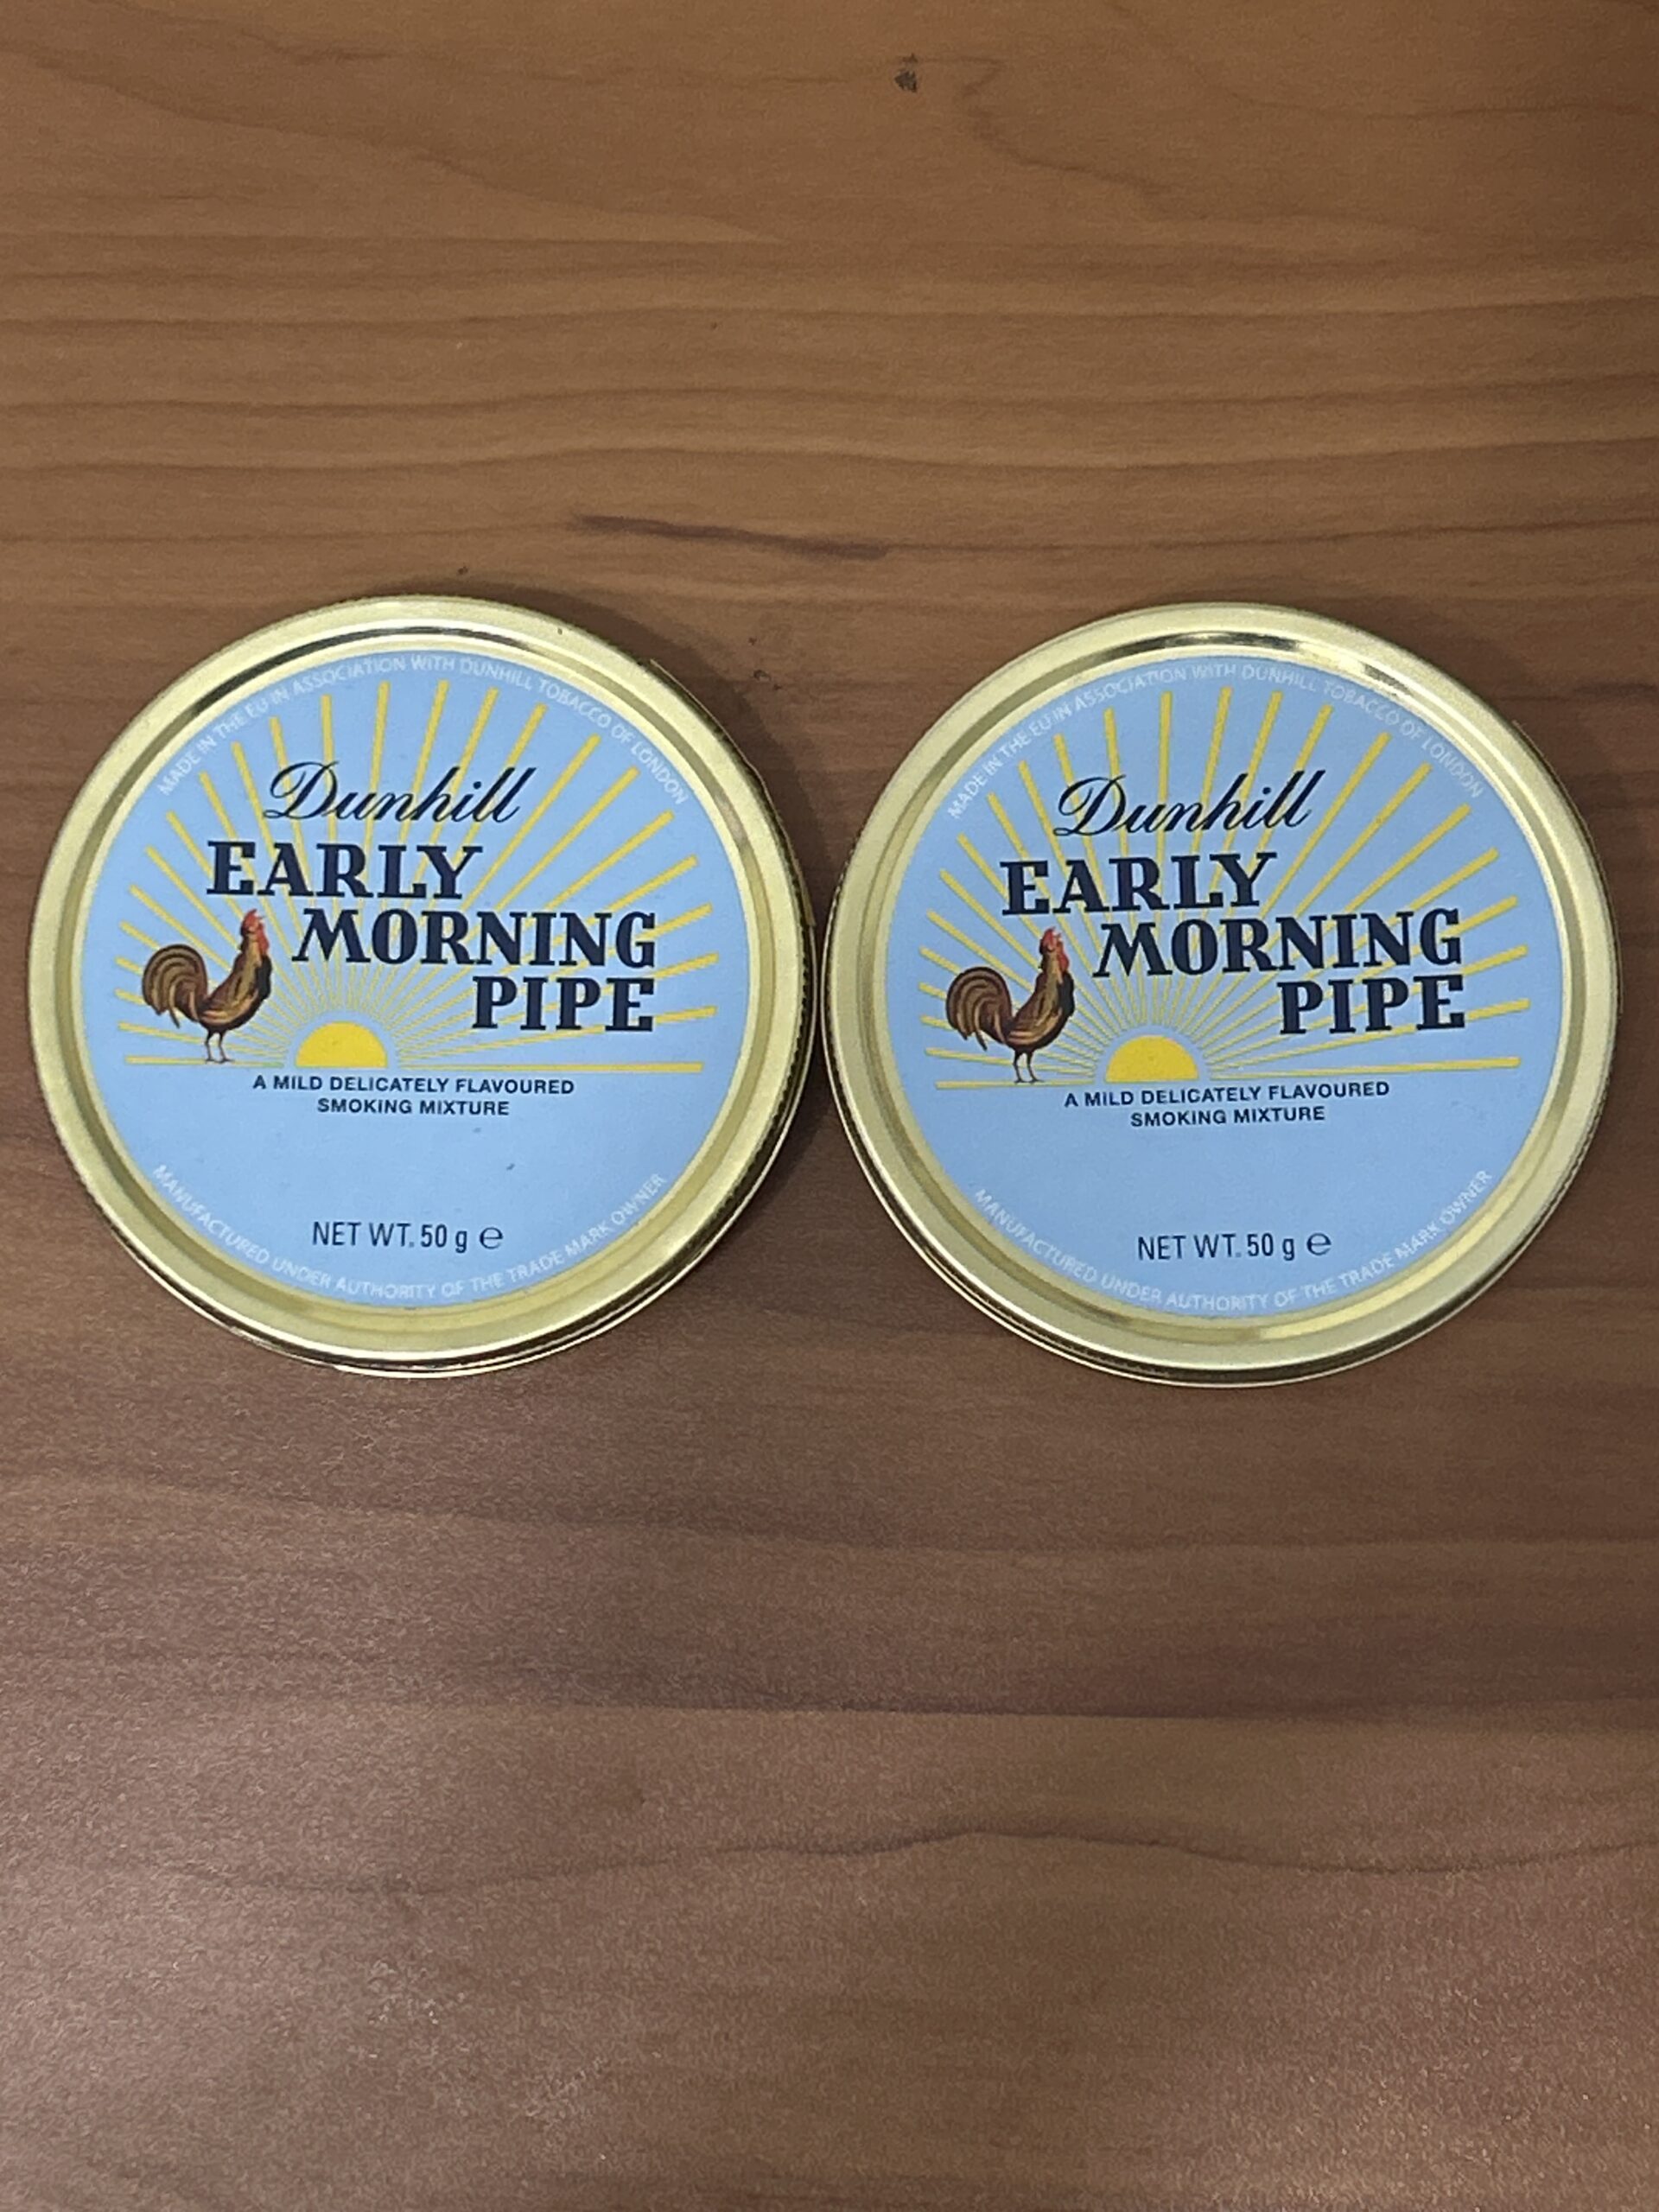 MADE IN THE EU IN ASSOCIATION WITH DUNHILL TOBACCO OF LONDON
Dunhill
EARLY
MORNING
PIPE
A MILD DELICATELY FLAVOURED
SMOKING MIXTURE
NET WT. 50 g ℮
MANUFACTURED UNDER AUTHORITY OF THE TRADE MARK OWNER
MADE IN THE EU IN ASSOCIATION WITH DUNHILL TOBACCO OF LONDON
Dunhill
EARLY
MORNING
PIPE
A MILD DELICATELY FLAVOURED
SMOKING MIXTURE
NET WT. 50 g ℮
MANUFACTURED UNDER AUTHORITY OF THE TRADE MARK OWNER